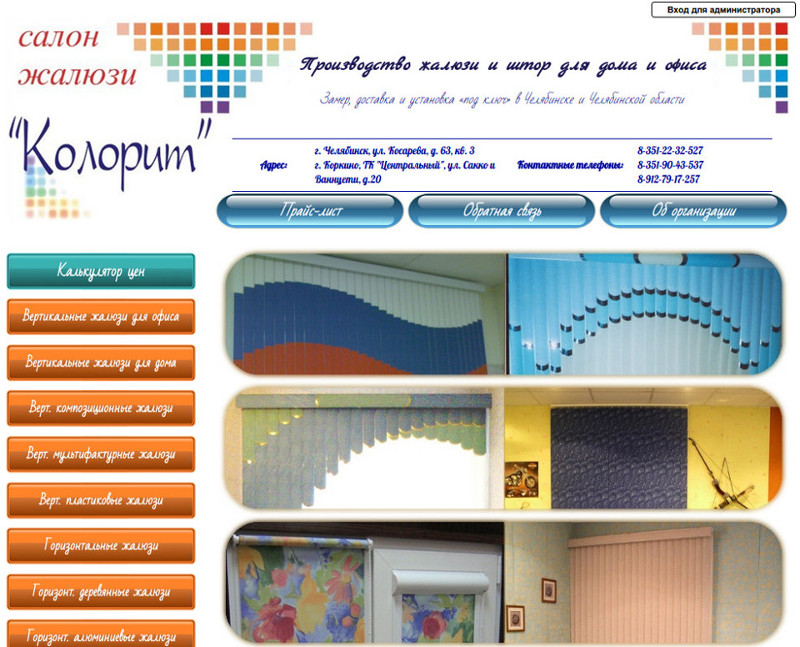 Вход для администратора
салон
жалюзи
"Колорит"
Производство жалюзи и штор для дома и офиса
Замер, доставка и установка «под ключ» в Челябинске и Челябинской области
Адрес:
г. Челябинск, ул. Косарева, д. 63, кв. 3
г. Коркино, ТК "Центральный", ул. Сакко и
Ванцети, д.20
Контактные телефоны:
8-351-22-32-527
8-351-90-43-537
8-912-79-17-257
Прайс-лист
Обратная связь
Об организации
Калькулятор цен
Вертикальные жалюзи для офиса
Вертикальные жалюзи для дома
Верт. композиционные жалюзи
Верт. мультифактурные жалюзи
Верт. пластиковые жалюзи
Горизонтальные жалюзи
Горизонт. деревянные жалюзи
Горизонт. алюминиевые жалюзи